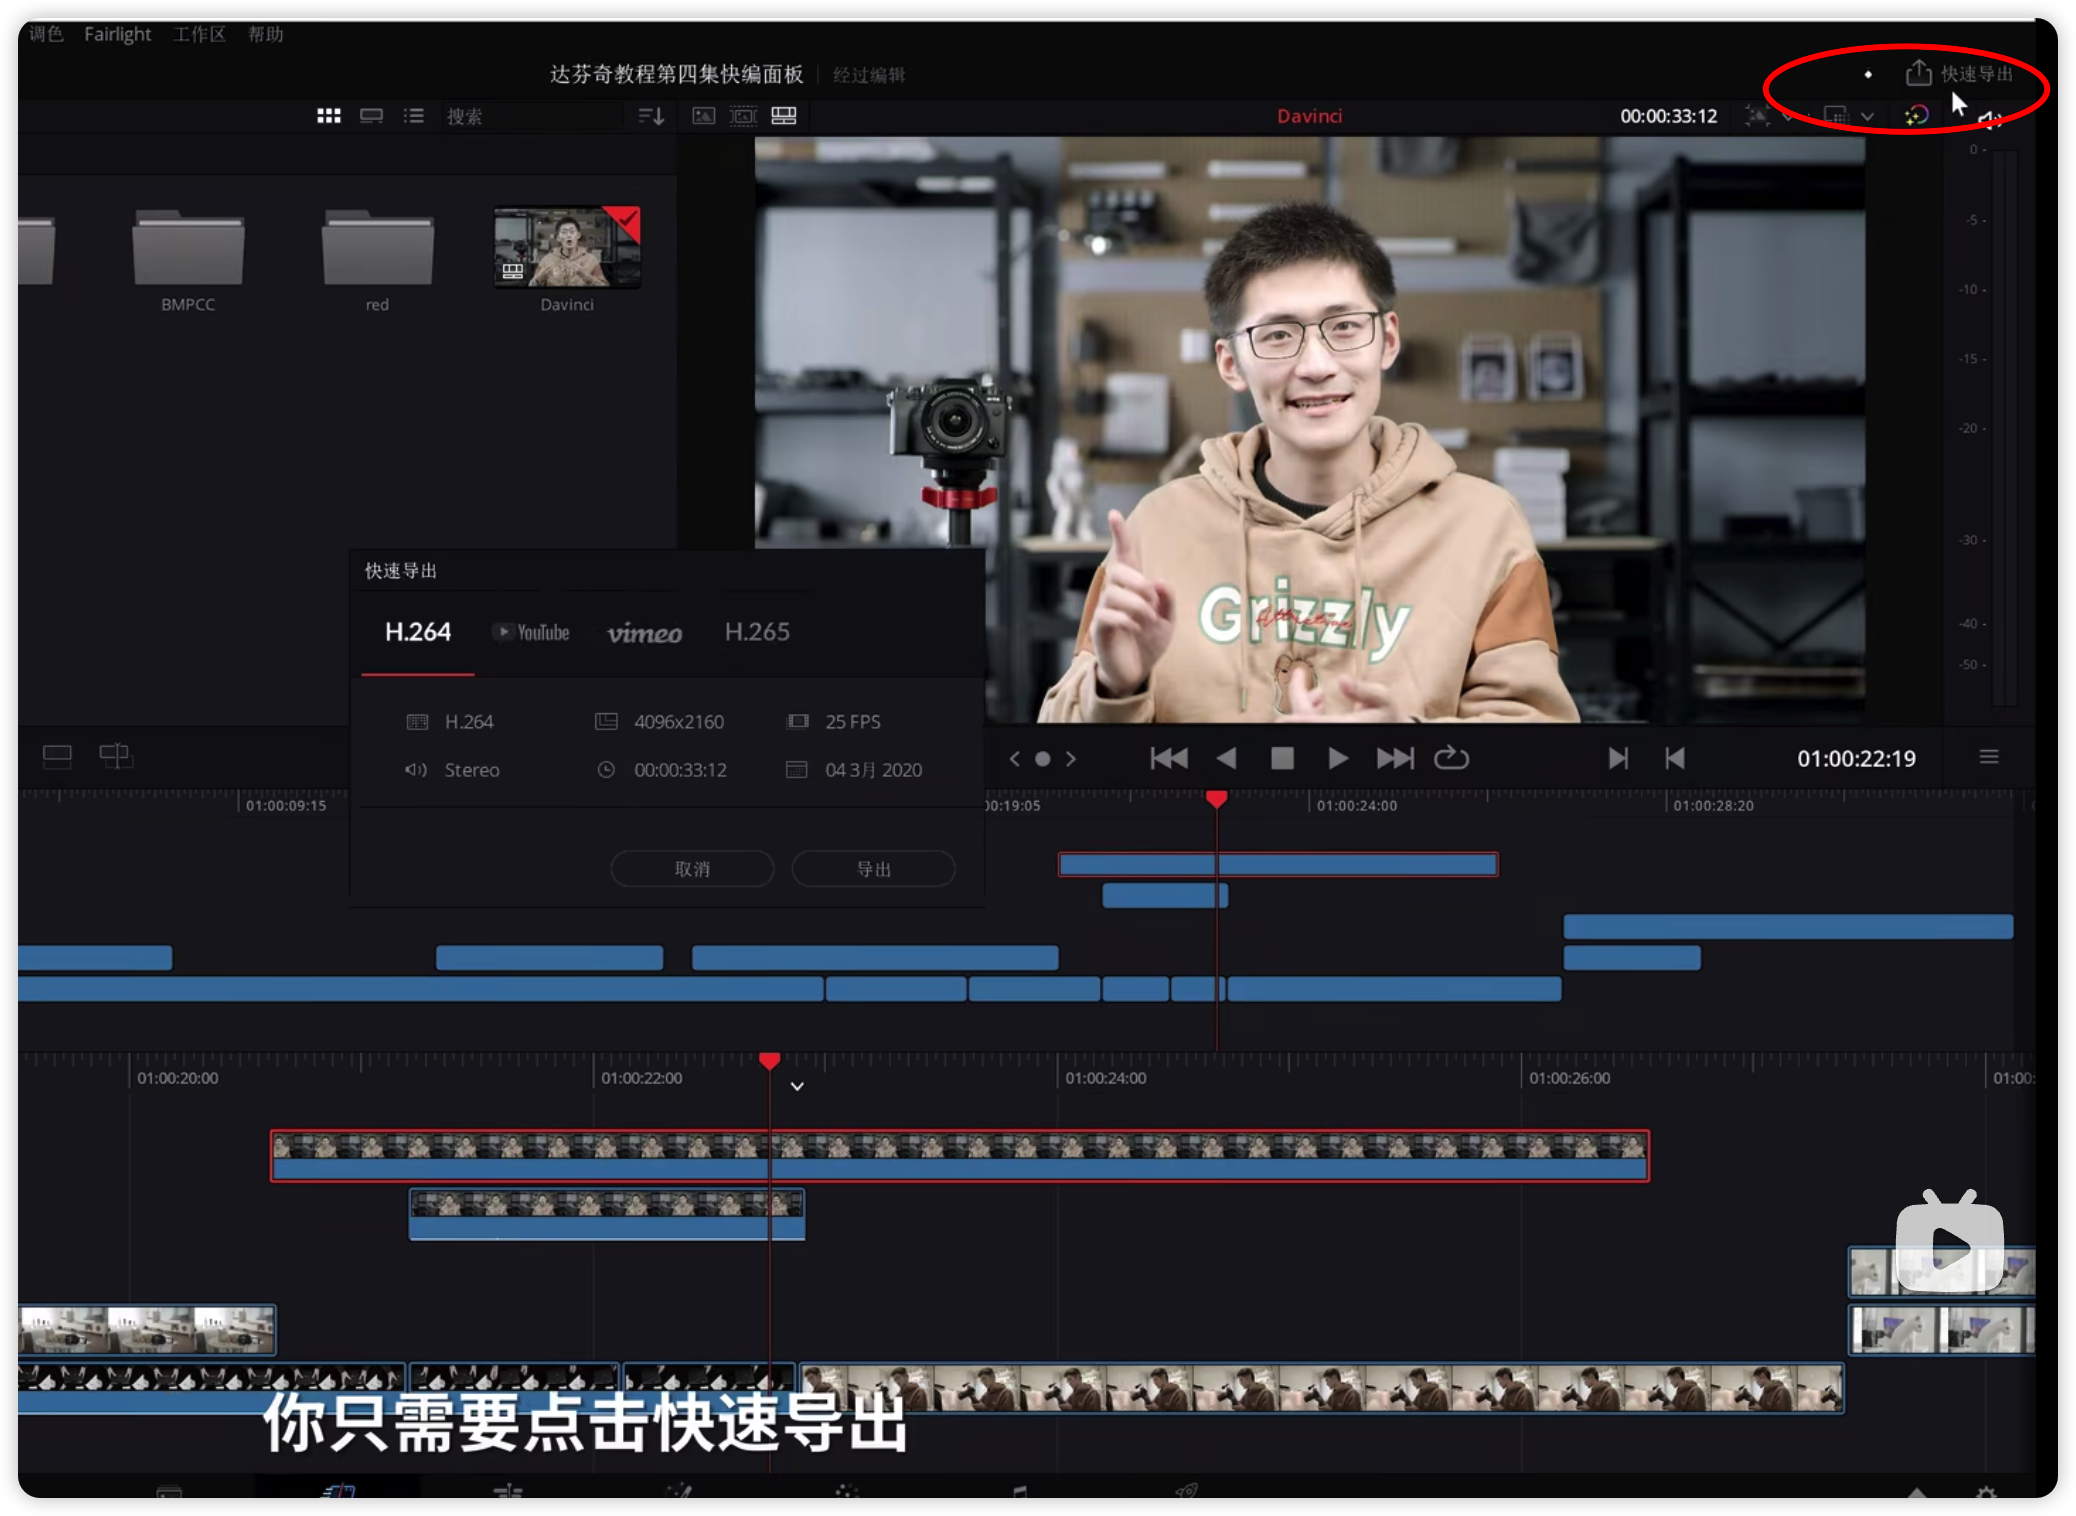 调色 Fairlight 工作区 帮助
达芬奇教程第四集快编面板 经过编辑 快速导出
搜索 Davinci 00:00:33:12
BMPCC red Davinci
0
-5
-10
-15
-20
-30
-40
-50
Grizzly
快速导出
H.264 YouTube vimeo H.265
H.264 4096x2160 25 FPS
Stereo 00:00:33:12 04 3月 2020
取消 导出
01:00:22:19
01:00:09:15 00:19:05 01:00:24:00 01:00:28:20
01:00:20:00 01:00:22:00 01:00:24:00 01:00:26:00 01:00:
你只需要点击快速导出